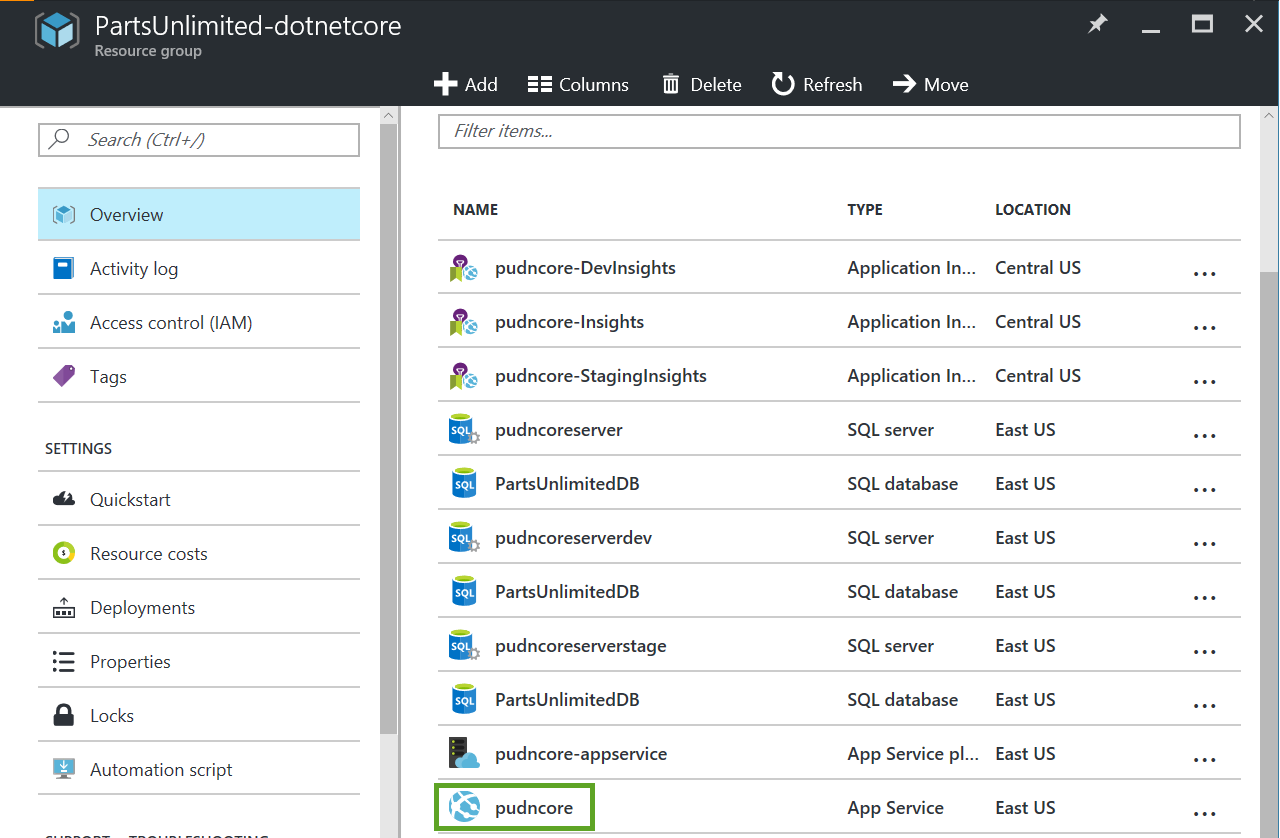 PartsUnlimited-dotnetcore
Resource group
Add Columns Delete Refresh Move
Search (Ctrl+/)
Overview
Activity log
Access control (IAM)
Tags
SETTINGS
Quickstart
Resource costs
Deployments
Properties
Locks
Automation script
SUPPORT + TROUBLESHOOTING
Filter items...
NAME TYPE LOCATION
pudncore-DevInsights Application In... Central US ...
pudncore-Insights Application In... Central US ...
pudncore-StagingInsights Application In... Central US ...
pudncoreserver SQL server East US ...
PartsUnlimitedDB SQL database East US ...
pudncoreserverdev SQL server East US ...
PartsUnlimitedDB SQL database East US ...
pudncoreserverstage SQL server East US ...
PartsUnlimitedDB SQL database East US ...
pudncore-appservice App Service pl... East US ...
pudncore App Service East US ...